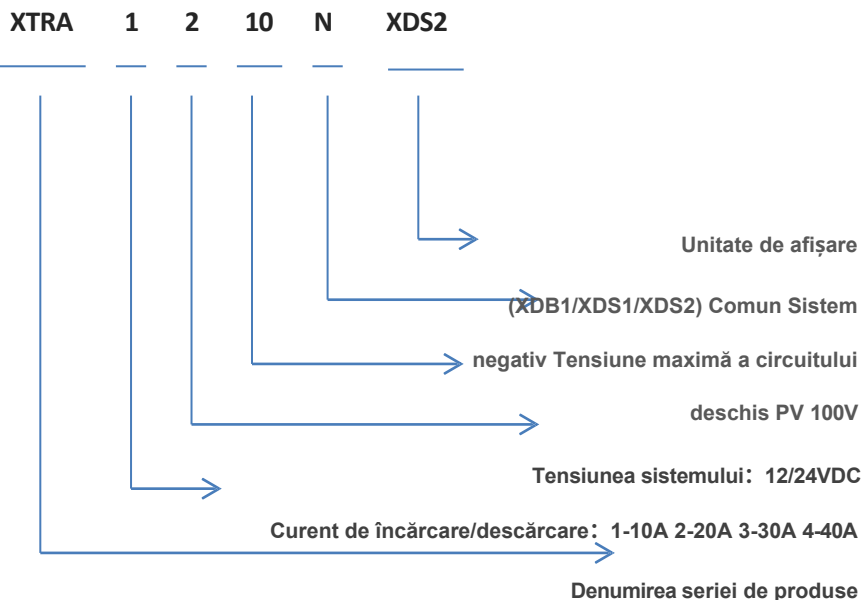 XTRA 1 2 10 N XDS2
Unitate de afișare
(XDB1/XDS1/XDS2) Comun Sistem
negativ Tensiune maximă a circuitului
deschis PV 100V
Tensiunea sistemului：12/24VDC
Curent de încărcare/descărcare：1-10A 2-20A 3-30A 4-40A
Denumirea seriei de produse